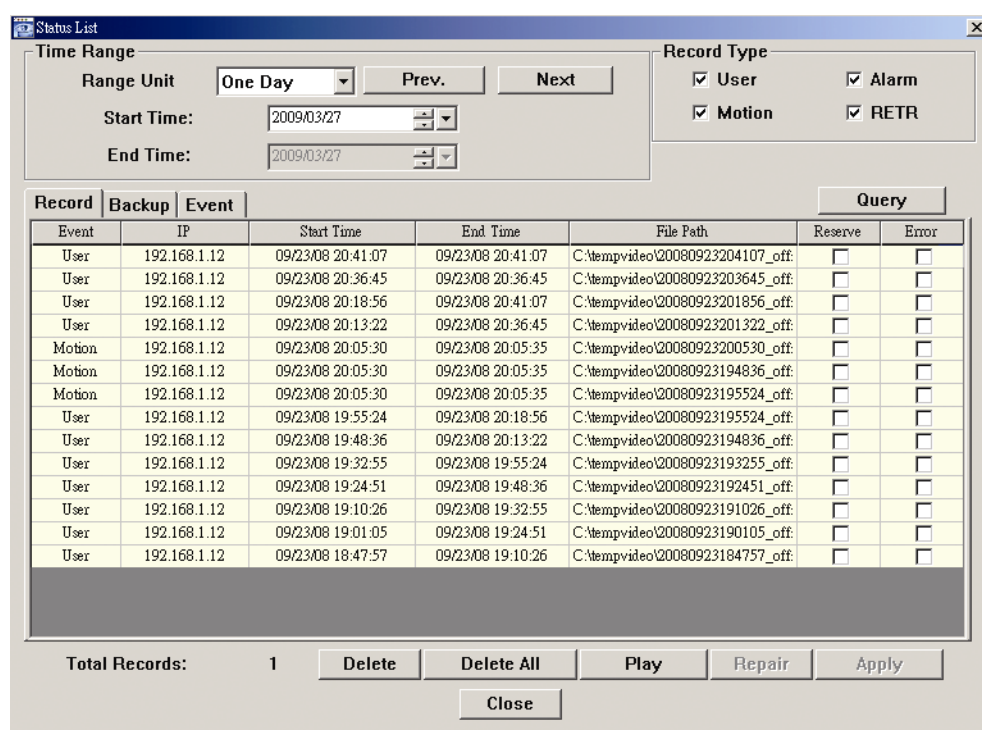 Status List
Time Range
Record Type
Range Unit One Day Prev. Next
User Alarm
Start Time: 2009/03/27
Motion RETR
End Time: 2009/03/27
Record Backup Event Query
Event IP Start Time End Time File Path Reserve Error
User 192.168.1.12 09/23/08 20:41:07 09/23/08 20:41:07 C:\tempvideo\20080923204107_off:
User 192.168.1.12 09/23/08 20:36:45 09/23/08 20:36:45 C:\tempvideo\20080923203645_off:
User 192.168.1.12 09/23/08 20:18:56 09/23/08 20:41:07 C:\tempvideo\20080923201856_off:
User 192.168.1.12 09/23/08 20:13:22 09/23/08 20:36:45 C:\tempvideo\20080923201322_off:
Motion 192.168.1.12 09/23/08 20:05:30 09/23/08 20:05:35 C:\tempvideo\20080923200530_off:
Motion 192.168.1.12 09/23/08 20:05:30 09/23/08 20:05:35 C:\tempvideo\20080923194836_off:
Motion 192.168.1.12 09/23/08 20:05:30 09/23/08 20:05:35 C:\tempvideo\20080923195524_off:
User 192.168.1.12 09/23/08 19:55:24 09/23/08 20:18:56 C:\tempvideo\20080923195524_off:
User 192.168.1.12 09/23/08 19:48:36 09/23/08 20:13:22 C:\tempvideo\20080923194836_off:
User 192.168.1.12 09/23/08 19:32:55 09/23/08 19:55:24 C:\tempvideo\20080923193255_off:
User 192.168.1.12 09/23/08 19:24:51 09/23/08 19:48:36 C:\tempvideo\20080923192451_off:
User 192.168.1.12 09/23/08 19:10:26 09/23/08 19:32:55 C:\tempvideo\20080923191026_off:
User 192.168.1.12 09/23/08 19:01:05 09/23/08 19:24:51 C:\tempvideo\20080923190105_off:
User 192.168.1.12 09/23/08 18:47:57 09/23/08 19:10:26 C:\tempvideo\20080923184757_off:
Total Records: 1 Delete Delete All Play Repair Apply
Close